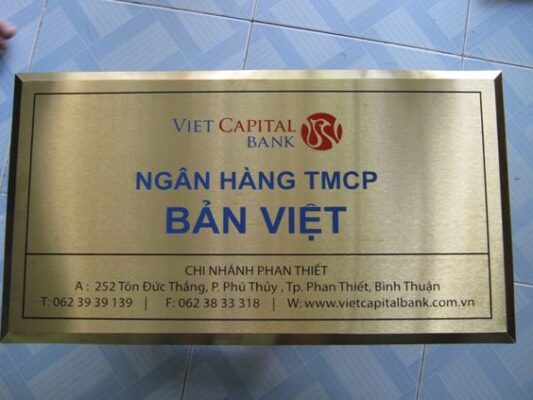 VIET CAPITAL
BANK
NGÂN HÀNG TMCP
BẢN VIỆT
CHI NHÁNH PHAN THIẾT
A : 252 Tôn Đức Thắng, P. Phú Thủy , Tp. Phan Thiết, Bình Thuận
T: 062 39 39 139 | F: 062 38 33 318 | W: www.vietcapitalbank.com.vn